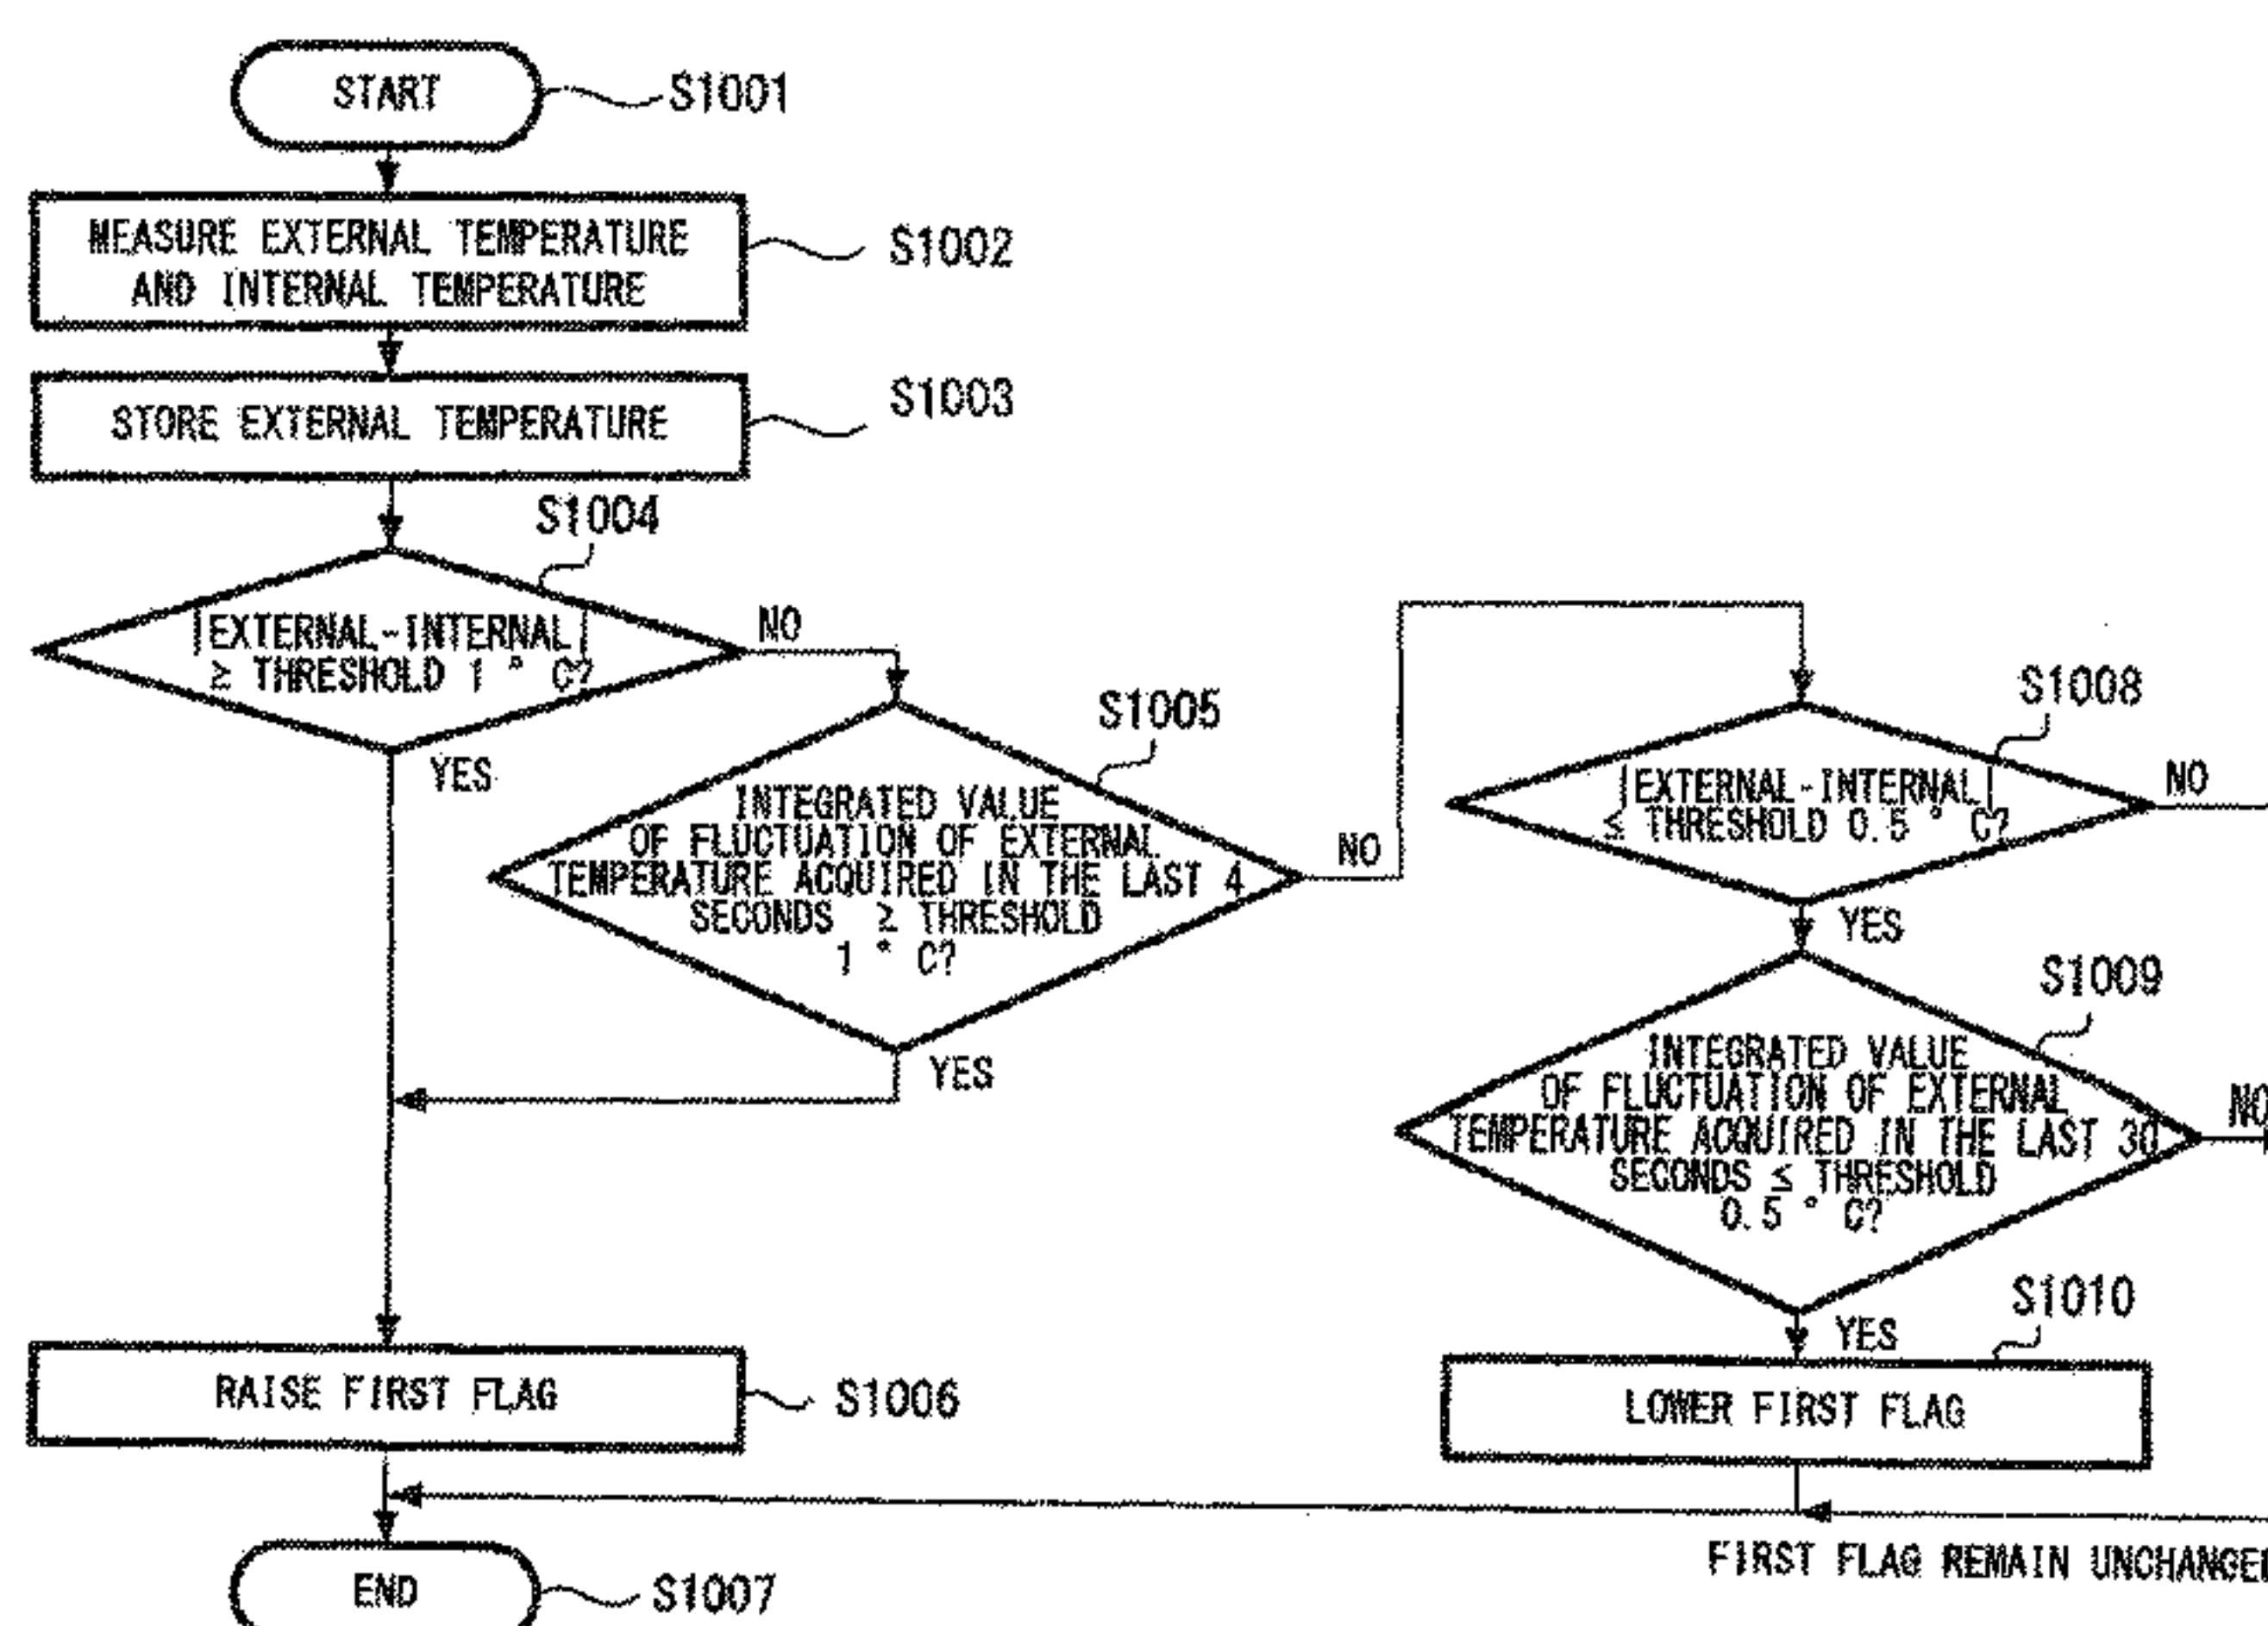 START
S1001
MEASURE EXTERNAL TEMPERATURE
AND INTERNAL TEMPERATURE
S1002
STORE EXTERNAL TEMPERATURE
S1003
S1004
|EXTERNAL-INTERNAL|
≥ THRESHOLD 1 ° C?
NO
YES
S1005
INTEGRATED VALUE
OF FLUCTUATION OF EXTERNAL
TEMPERATURE ACQUIRED IN THE LAST 4
SECONDS ≥ THRESHOLD
1 ° C?
NO
YES
S1008
|EXTERNAL-INTERNAL|
≤ THRESHOLD 0.5 ° C?
NO
YES
S1009
INTEGRATED VALUE
OF FLUCTUATION OF EXTERNAL
TEMPERATURE ACQUIRED IN THE LAST 30
SECONDS ≤ THRESHOLD
0.5 ° C?
NO
YES
S1010
LOWER FIRST FLAG
RAISE FIRST FLAG
S1006
FIRST FLAG REMAIN UNCHANGED
END
S1007